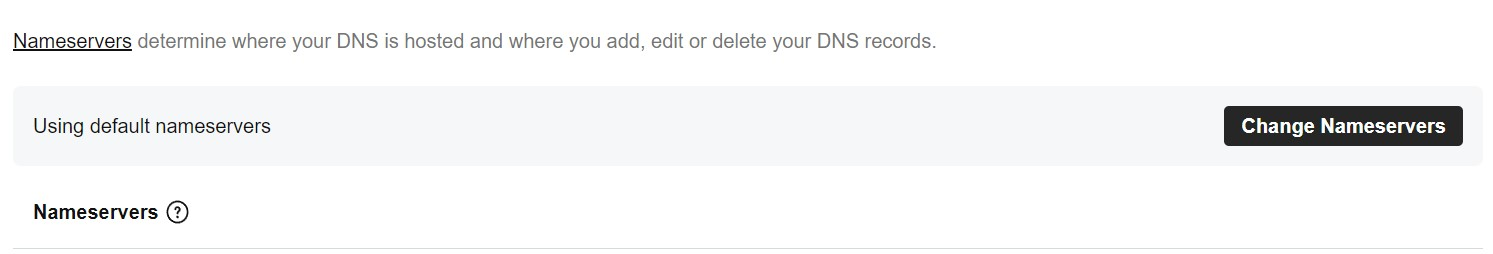 Nameservers determine where your DNS is hosted and where you add, edit or delete your DNS records.
Using default nameservers
Change Nameservers
Nameservers ?